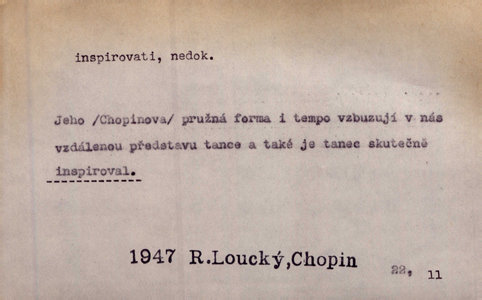 inspirovati, nedok.
Jeho /Chopinova/ pružná forma i tempo vzbuzují v nás
vzdálenou představu tance a také je tanec skutečně
inspiroval.
1947 R.Loucký,Chopin 22, 11